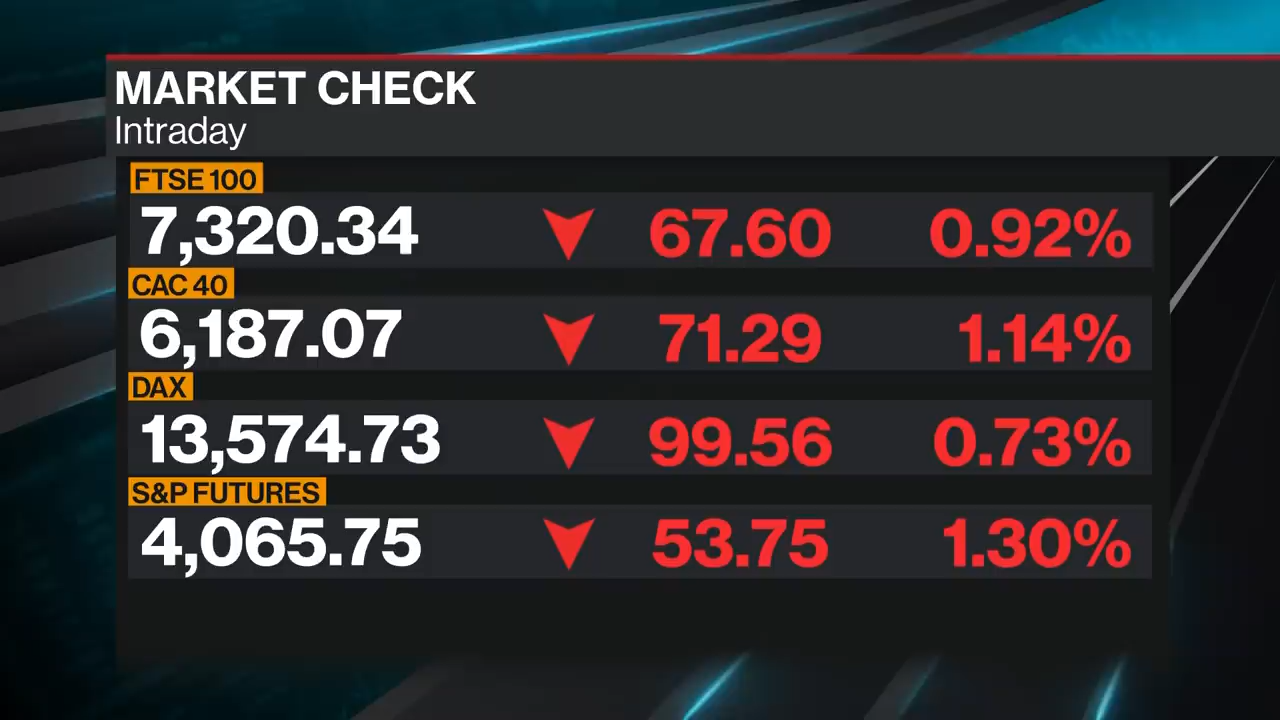 MARKET CHECK
Intraday
FTSE 100
7,320.34 67.60 0.92%
CAC 40
6,187.07 71.29 1.14%
DAX
13,574.73 99.56 0.73%
S&P FUTURES
4,065.75 53.75 1.30%